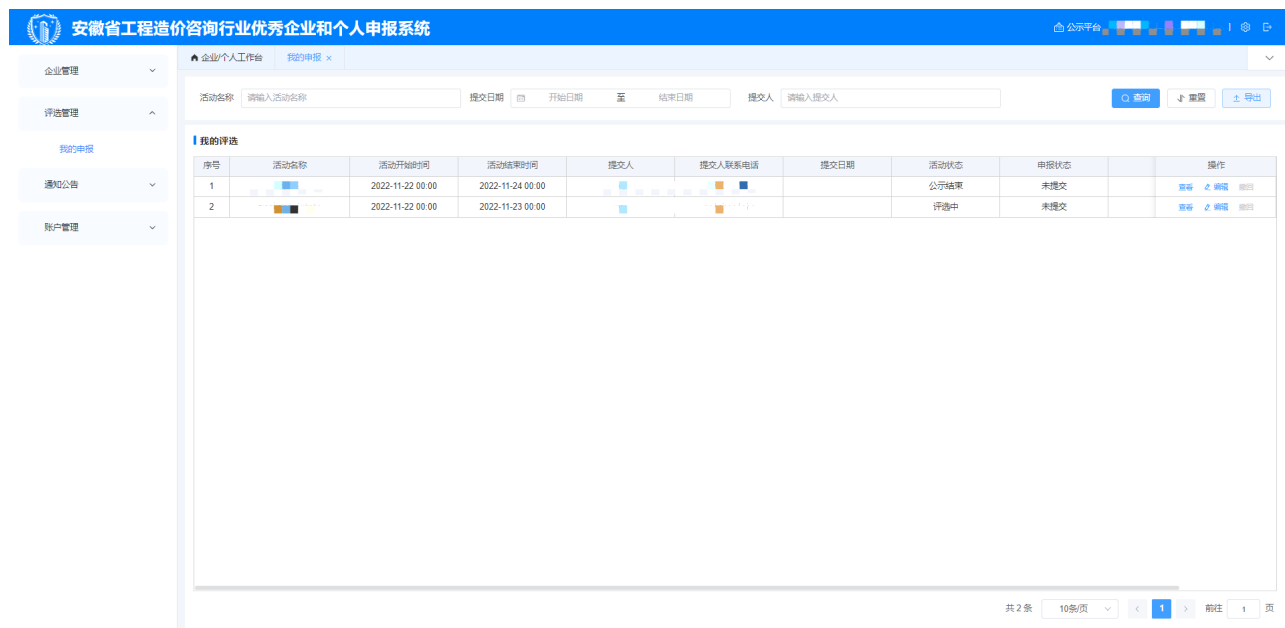 安徽省工程造价咨询行业优秀企业和个人申报系统 公示平台
企业管理
评选管理
我的申报
通知公告
账户管理
企业/个人工作台 我的申报 ×
活动名称 请输入活动名称 提交日期 开始日期 至 结束日期 提交人 请输入提交人 查询 重置 导出
我的评选
序号 活动名称 活动开始时间 活动结束时间 提交人 提交人联系电话 提交日期 活动状态 申报状态 操作
1 2022-11-22 00:00 2022-11-24 00:00 公示结束 未提交 查看 编辑 撤回
2 2022-11-22 00:00 2022-11-23 00:00 评选中 未提交 查看 编辑 撤回
共 2 条 10条/页 1 前往 1 页